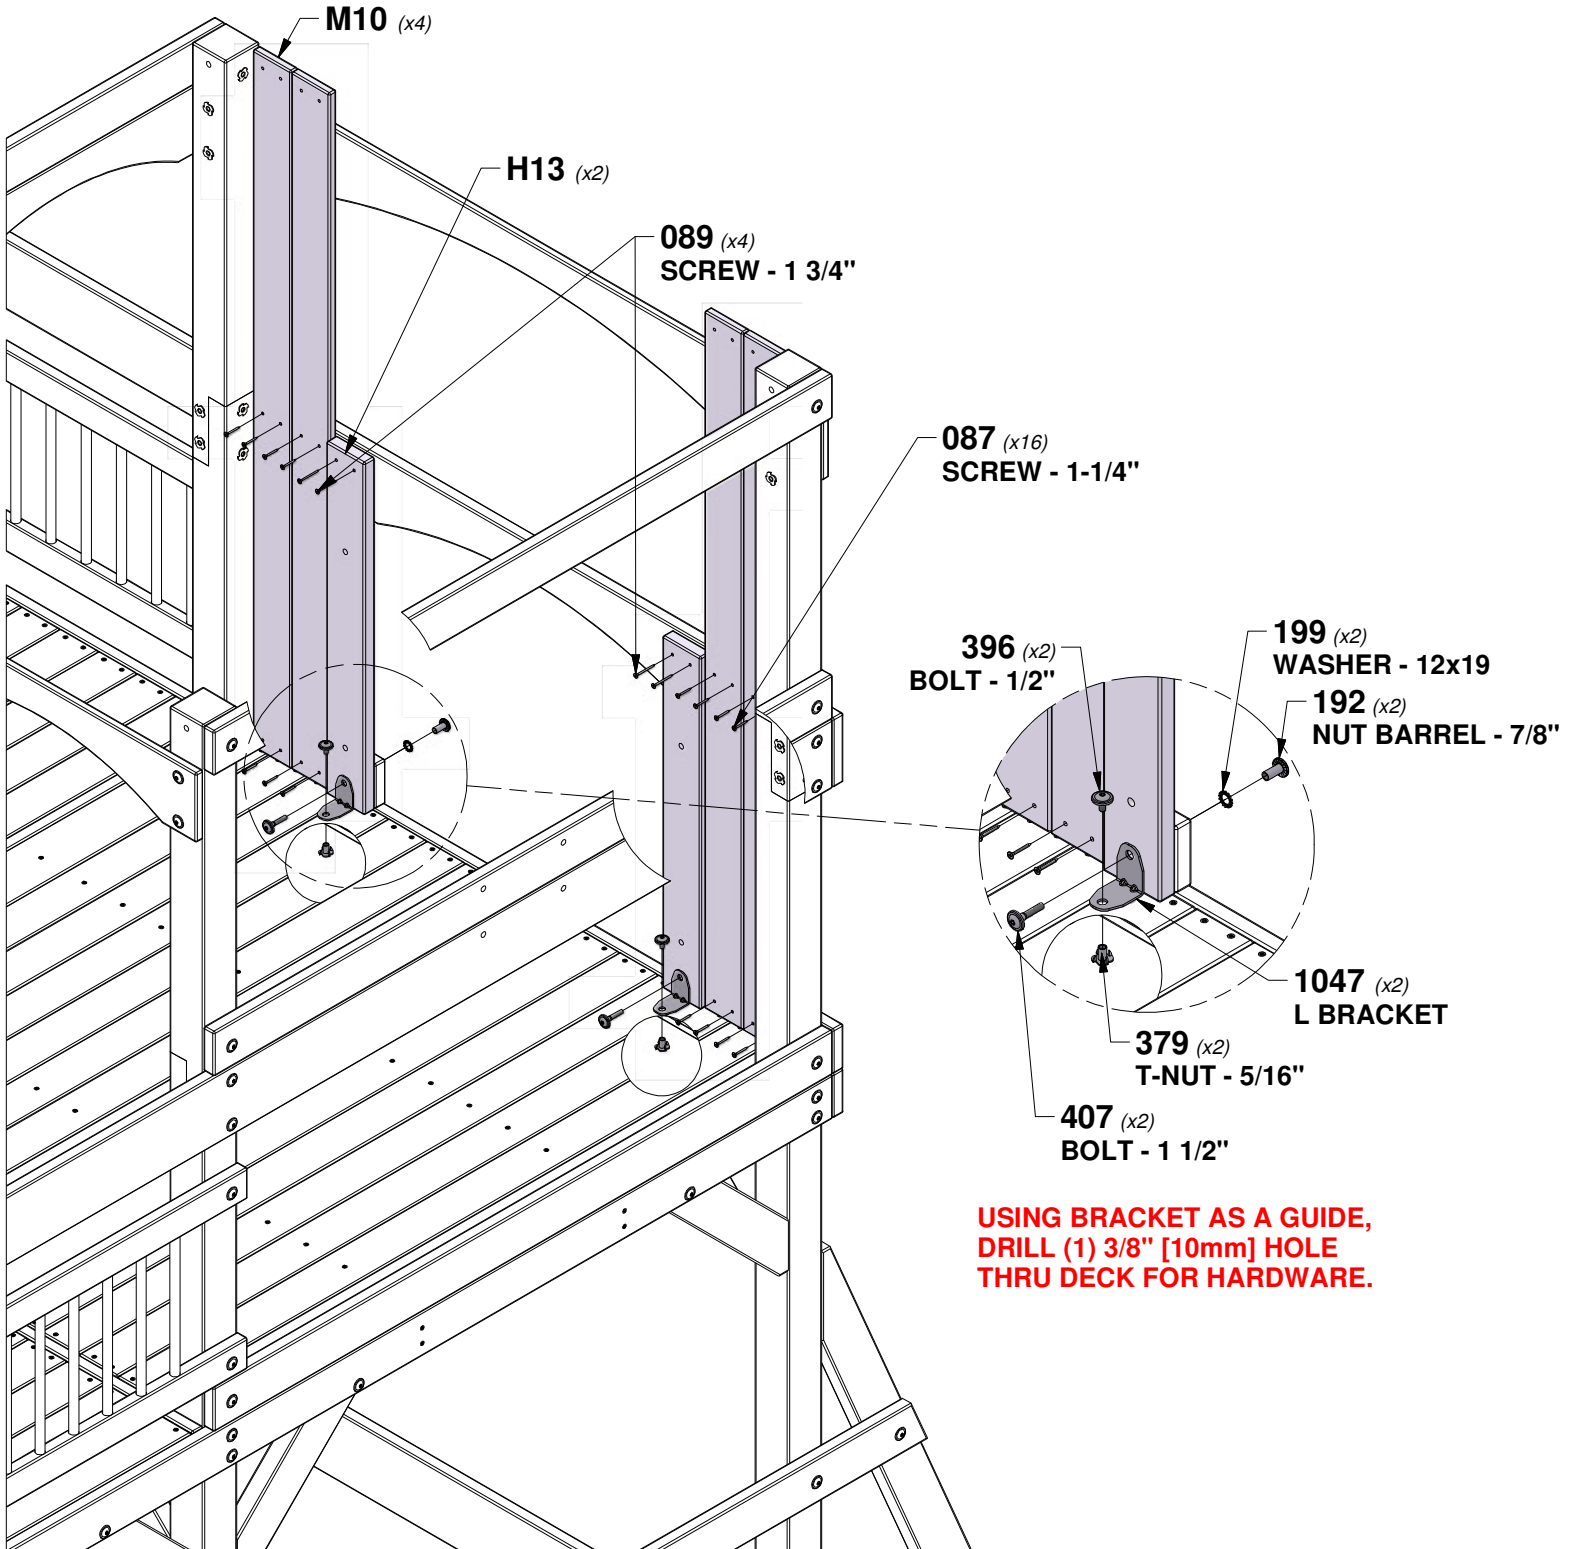 M10 (x4)
H13 (x2)
089 (x4)
SCREW - 1 3/4"
087 (x16)
SCREW - 1-1/4"
396 (x2)
BOLT - 1/2"
199 (x2)
WASHER - 12x19
192 (x2)
NUT BARREL - 7/8"
1047 (x2)
L BRACKET
379 (x2)
T-NUT - 5/16"
407 (x2)
BOLT - 1 1/2"
USING BRACKET AS A GUIDE,
DRILL (1) 3/8" [10mm] HOLE
THRU DECK FOR HARDWARE.